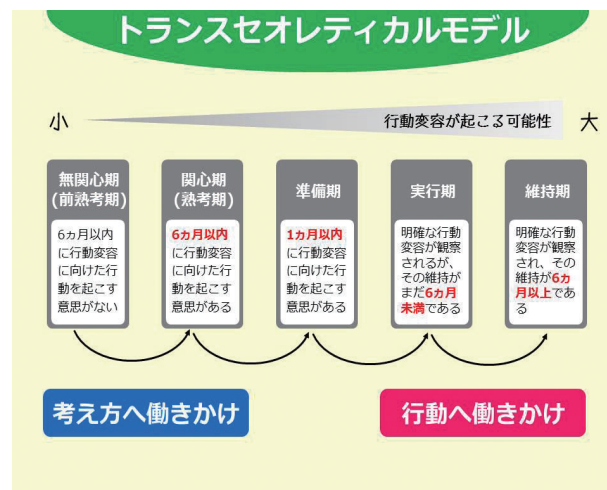 トランスセオレティカルモデル
小
行動変容が起こる可能性
大
無関心期
(前熟考期)
6ヵ月以内
に行動変容
に向けた行
動を起こす
意思がない
関心期
(熟考期)
6ヵ月以内
に行動変容
に向けた行
動を起こす
意思がある
準備期
1ヵ月以内
に行動変容
に向けた行
動を起こす
意思がある
実行期
明確な行動
変容が観察
されるが、
その維持が
まだ6ヵ月
未満である
維持期
明確な行動
変容が観察
され、その
維持が6ヵ
月以上であ
る
考え方へ働きかけ
行動へ働きかけ